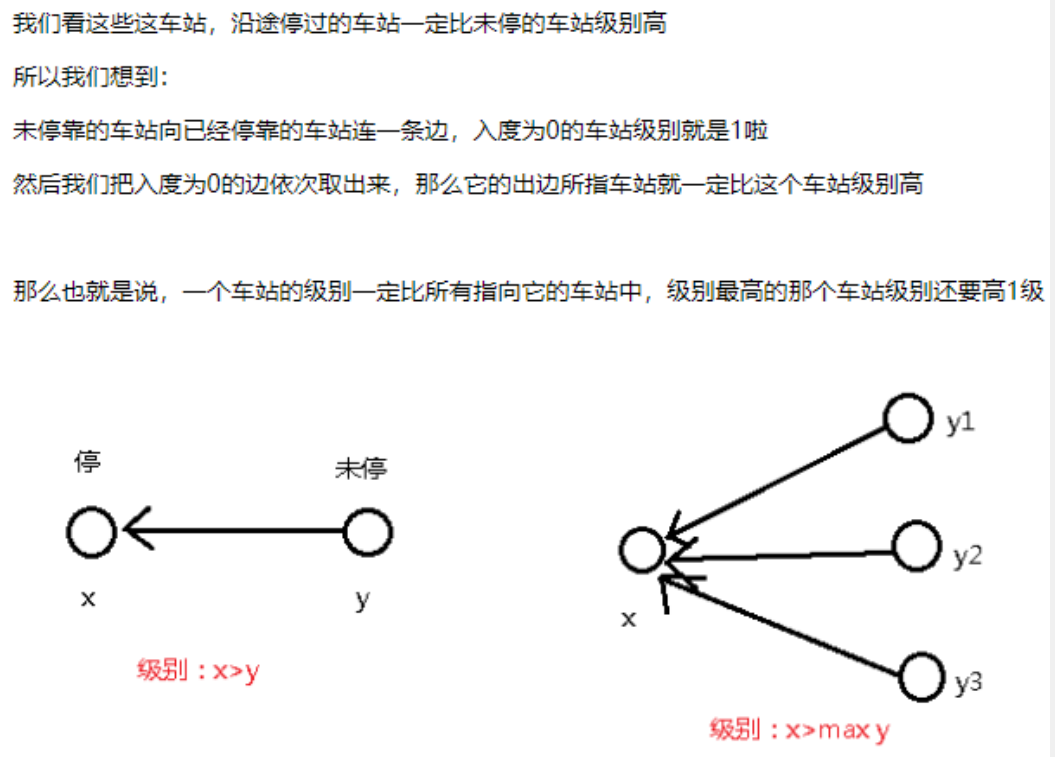 我们看这些这车站，沿途停过的车站一定比未停的车站级别高
所以我们想到：
未停靠的车站向已经停靠的车站连一条边，入度为0的车站级别就是1啦
然后我们把入度为0的边依次取出来，那么它的出边所指车站就一定比这个车站级别高
那么也就是说，一个车站的级别一定比所有指向它的车站中，级别最高的那个车站级别还要高1级
停
未停
x
y
级别：x>y
y1
y2
x
y3
级别：x>max y